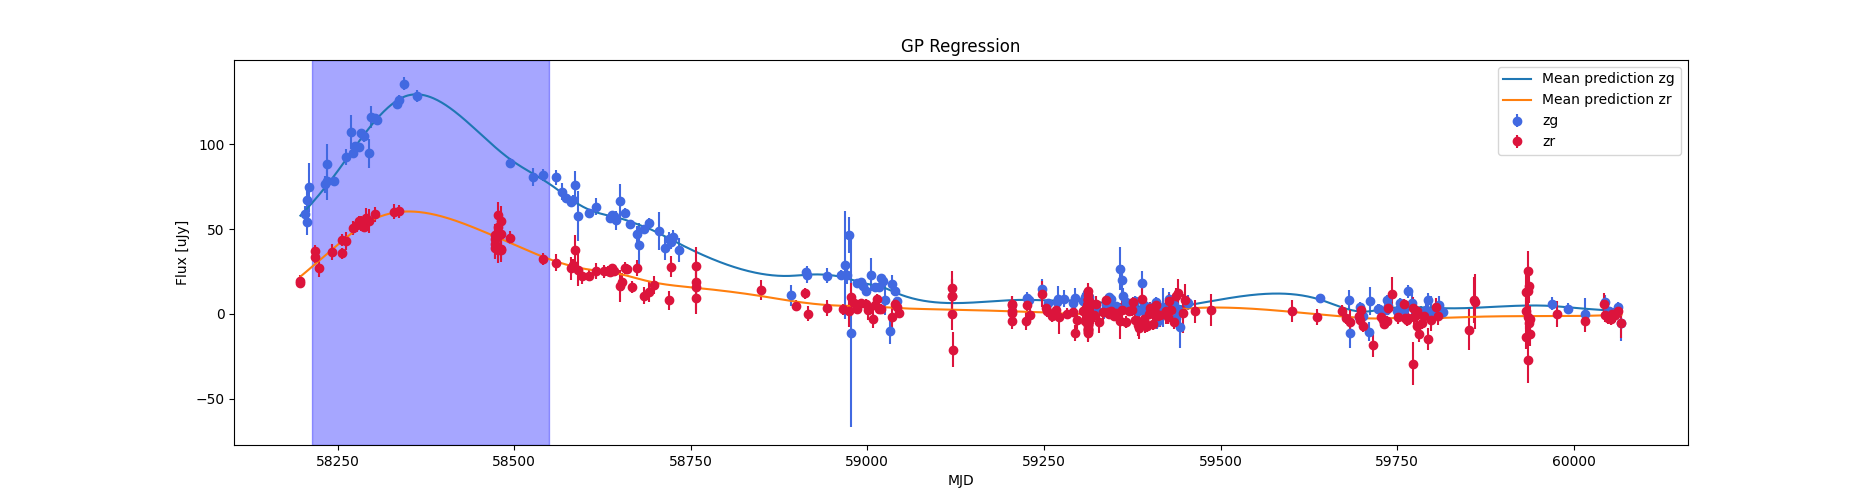 GP Regression
Mean prediction zg
Mean prediction zr
zg
zr
Flux [uJy]
100
50
0
−50
58250
58500
58750
59000
59250
59500
59750
60000
MJD